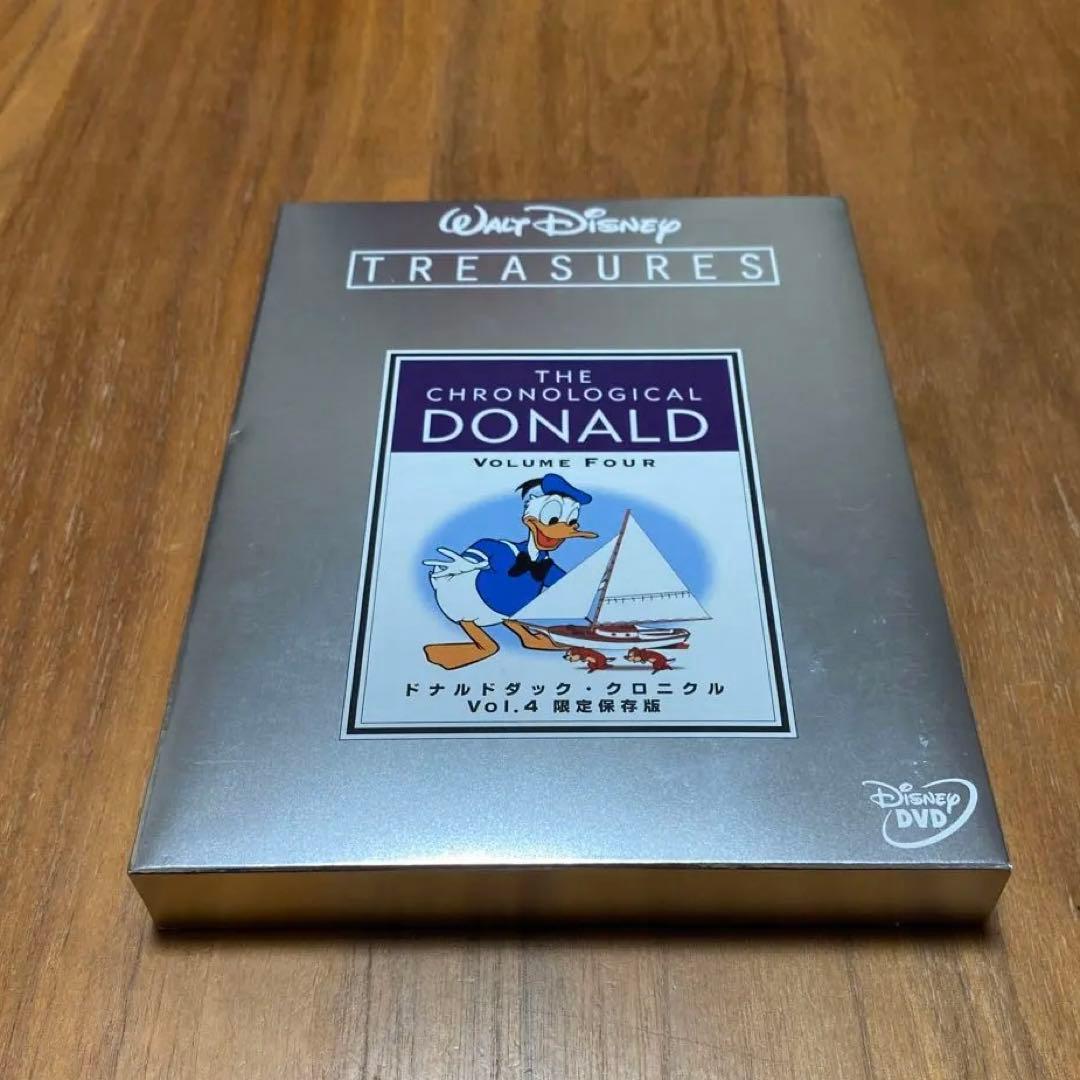 WALT DISNEY
TREASURES
THE
CHRONOLOGICAL
DONALD
VOLUME FOUR
ドナルドダック・クロニクル
Vol.4 限定保存版
DISNEY
DVD